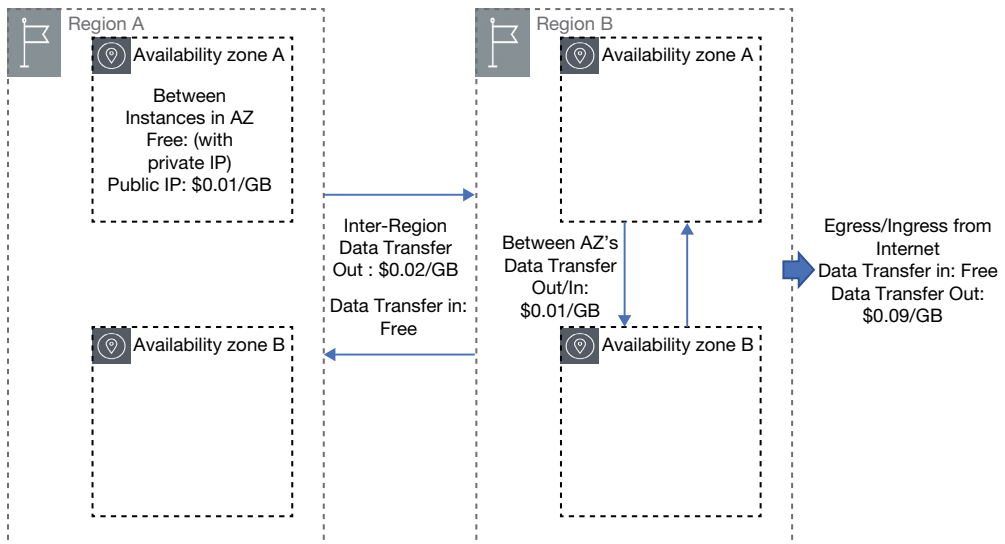 Region A
Availability zone A
Between
Instances in AZ
Free: (with
private IP)
Public IP: $0.01/GB
Availability zone B
Inter-Region
Data Transfer
Out : $0.02/GB
Data Transfer in:
Free
Region B
Availability zone A
Between AZ's
Data Transfer
Out/In:
$0.01/GB
Availability zone B
Egress/Ingress from
Internet
Data Transfer in: Free
Data Transfer Out:
$0.09/GB